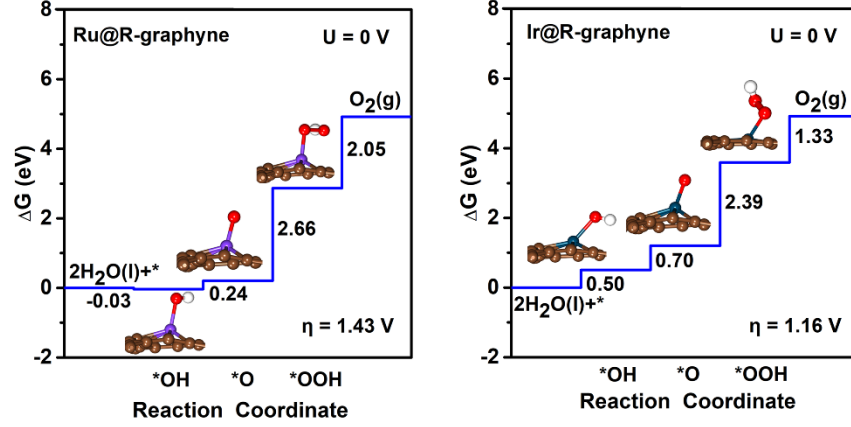 Ru@R-graphyne
U = 0 V
8
6
4
2
0
-2
ΔG (eV)
O2(g)
2.05
2.66
2H2O(l)+*
-0.03
0.24
η = 1.43 V
*OH
*O
*OOH
Reaction Coordinate
Ir@R-graphyne
U = 0 V
8
6
4
2
0
-2
ΔG (eV)
O2(g)
1.33
2.39
0.70
0.50
2H2O(l)+*
η = 1.16 V
*OH
*O
*OOH
Reaction Coordinate